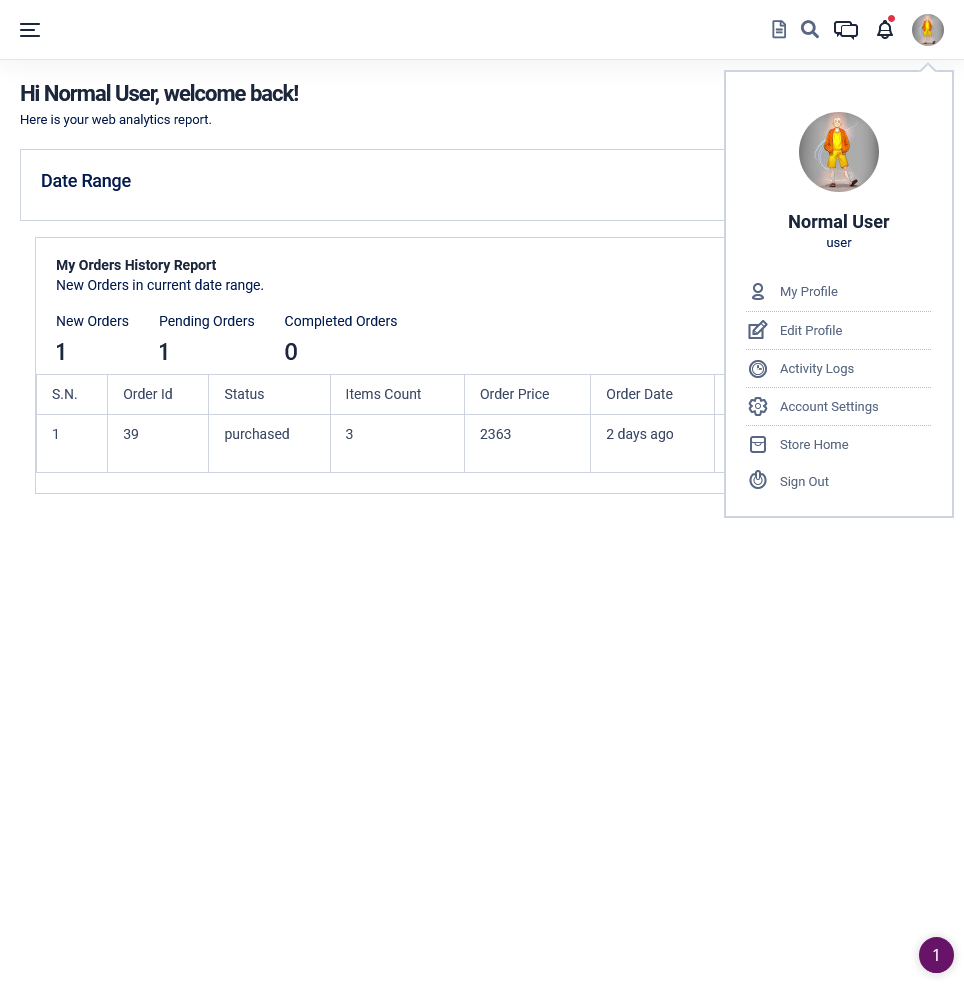 Hi Normal User, welcome back!
Here is your web analytics report.
Date Range
My Orders History Report
New Orders in current date range.
New Orders Pending Orders Completed Orders
1 1 0
S.N. Order Id Status Items Count Order Price Order Date
1 39 purchased 3 2363 2 days ago
Normal User
user
My Profile
Edit Profile
Activity Logs
Account Settings
Store Home
Sign Out
1